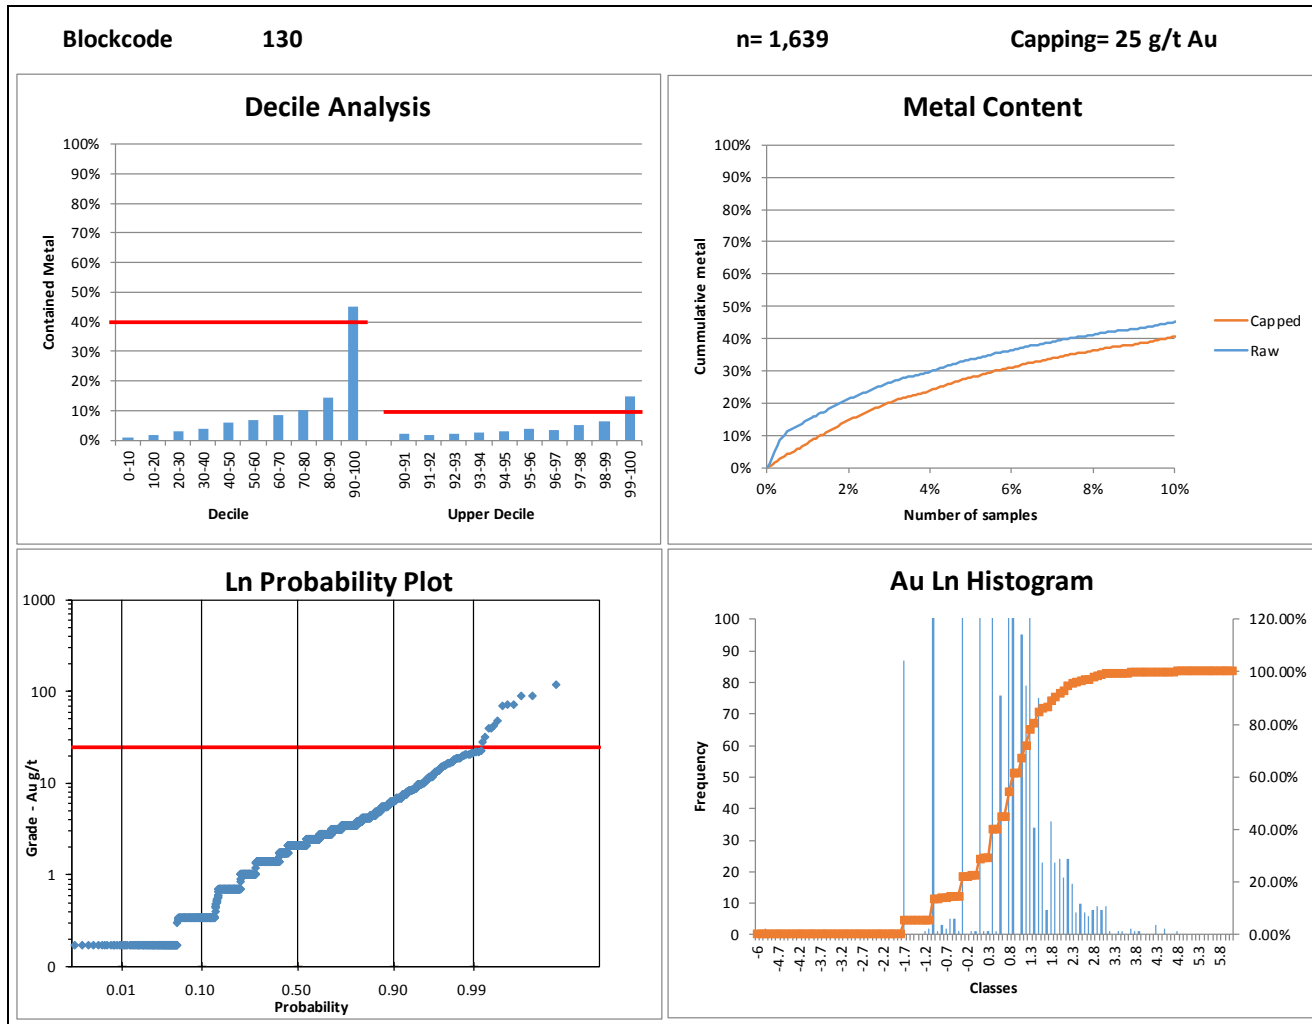 Blockcode 130 n= 1,639 Capping= 25 g/t Au
Decile Analysis
100%
90%
80%
70%
60%
50%
40%
30%
20%
10%
0%
Contained Metal
0-10 10-20 20-30 30-40 40-50 50-60 60-70 70-80 80-90 90-100 90-91 91-92 92-93 93-94 94-95 95-96 96-97 97-98 98-99 99-100
Decile Upper Decile
Metal Content
100%
90%
80%
70%
60%
50%
40%
30%
20%
10%
0%
Cummulative metal
0% 2% 4% 6% 8% 10%
Number of samples
Capped
Raw
Ln Probability Plot
1000
100
10
1
0
Grade - Au g/t
0.01 0.10 0.50 0.90 0.99
Probability
Au Ln Histogram
100
90
80
70
60
50
40
30
20
10
0
Frequency
120.00%
100.00%
80.00%
60.00%
40.00%
20.00%
0.00%
-6 -4.7 -4.2 -3.7 -3.2 -2.7 -2.2 -1.7 -1.2 -0.7 -0.2 0.3 0.8 1.3 1.8 2.3 2.8 3.3 3.8 4.3 4.8 5.3 5.8
Classes